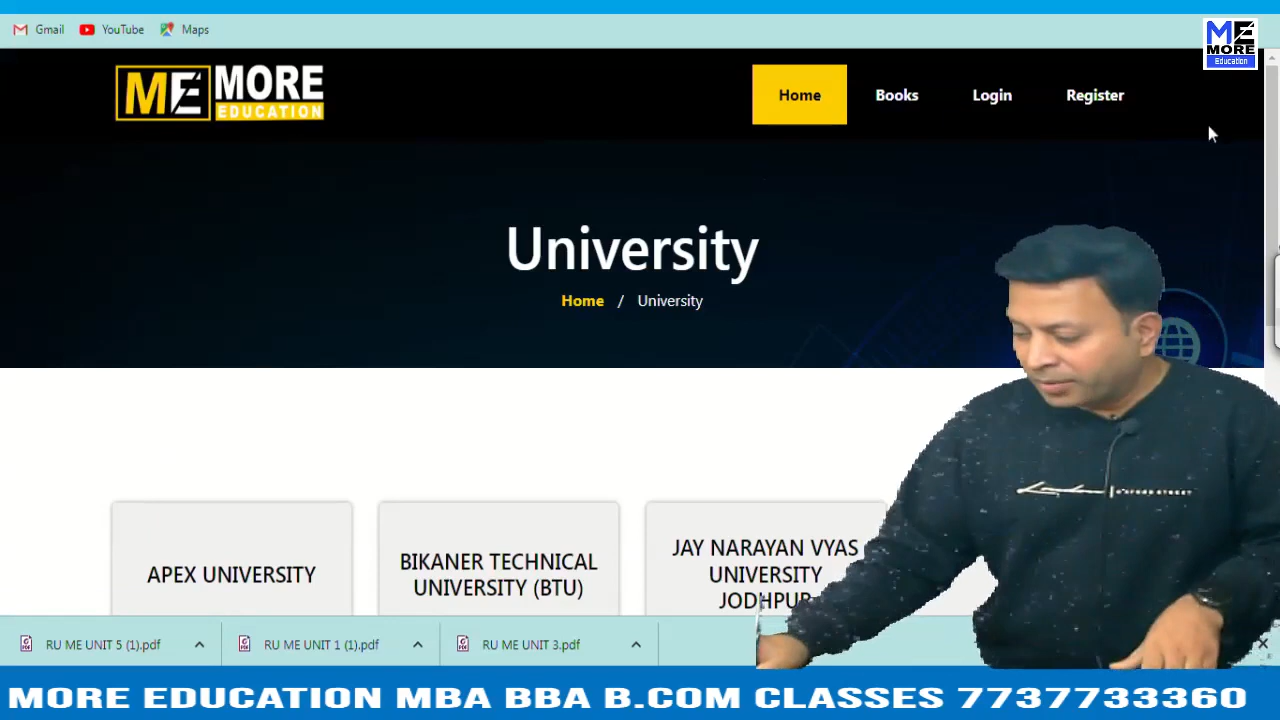 Gmail YouTube Maps
ME MORE EDUCATION
Home Books Login Register
ME
MORE
Education
University
Home / University
APEX UNIVERSITY
BIKANER TECHNICAL
UNIVERSITY (BTU)
JAY NARAYAN VYAS
UNIVERSITY
JODHPUR
RU ME UNIT 5 (1).pdf RU ME UNIT 1 (1).pdf RU ME UNIT 3.pdf
MORE EDUCATION MBA BBA B.COM CLASSES 7737733360